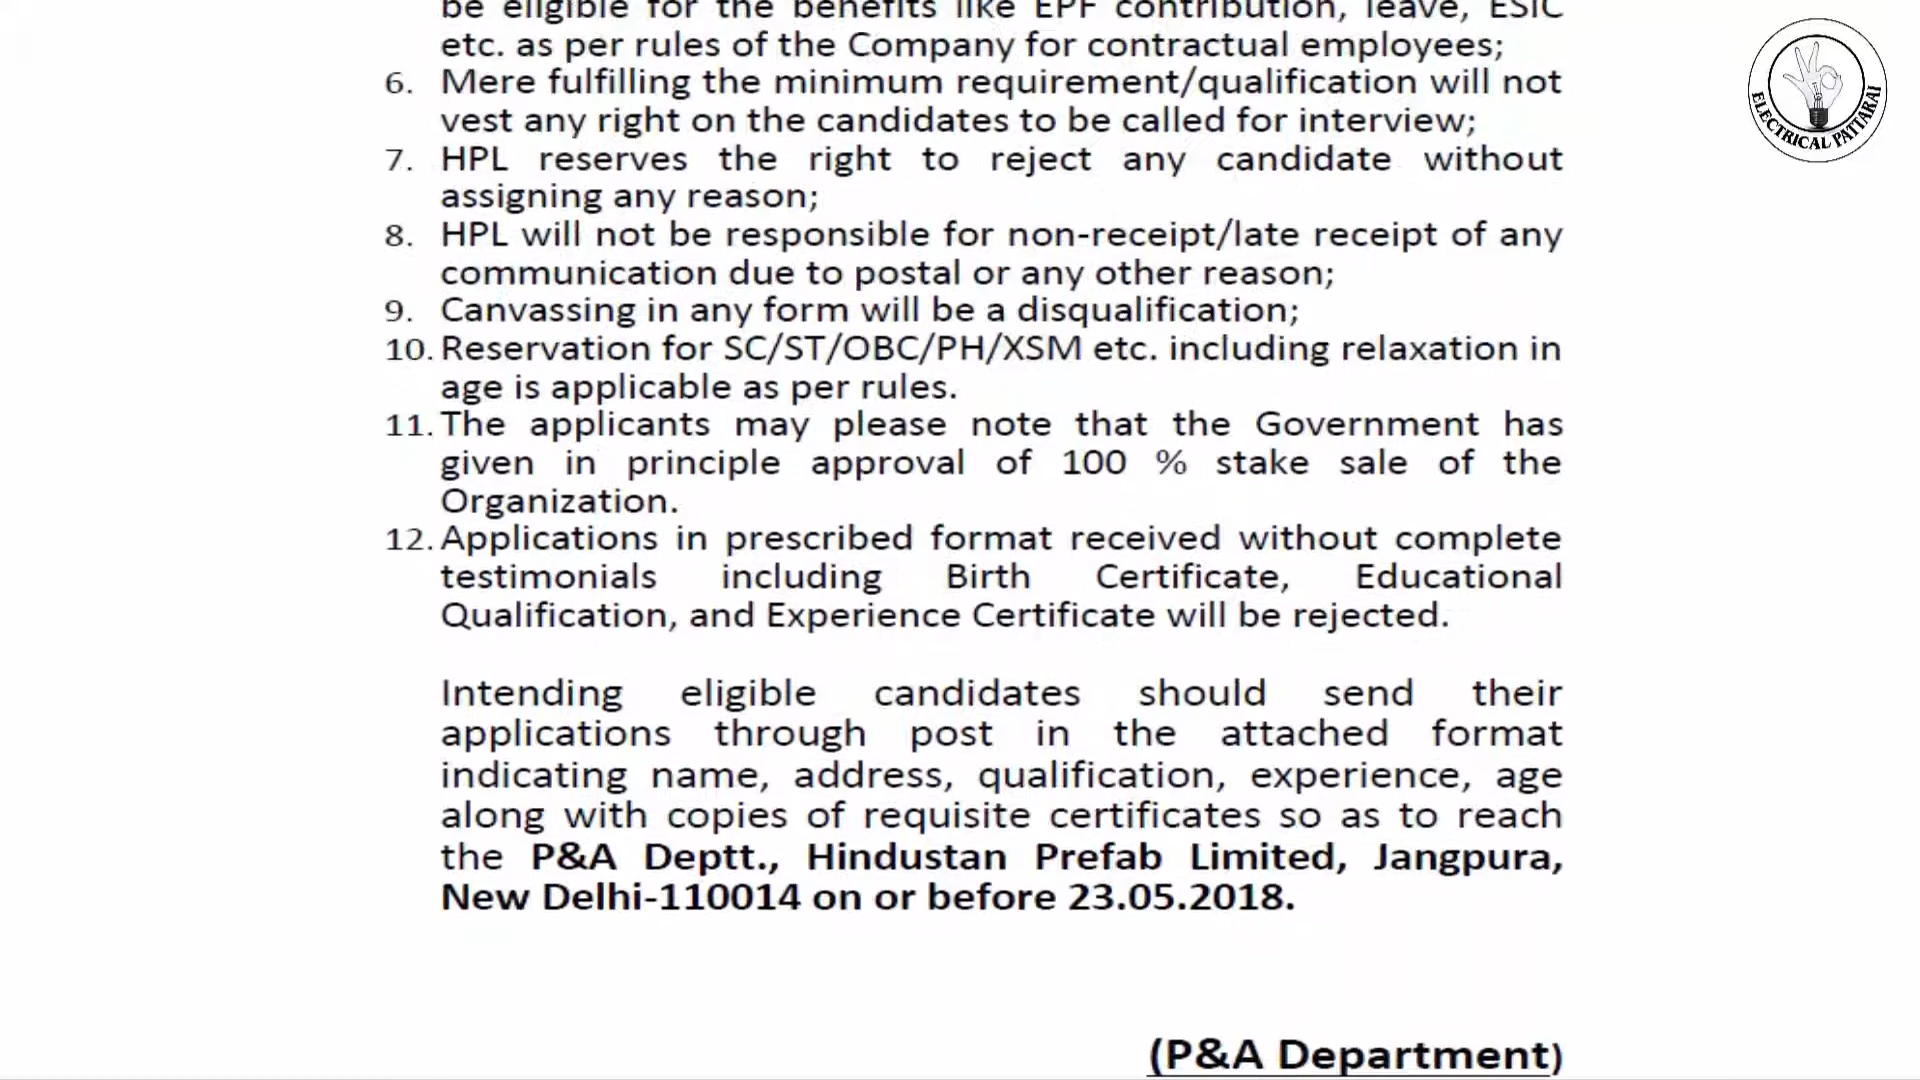 be eligible for the benefits like EPF contribution, leave, ESIC
etc. as per rules of the Company for contractual employees;
6. Mere fulfilling the minimum requirement/qualification will not
vest any right on the candidates to be called for interview;
7. HPL reserves the right to reject any candidate without
assigning any reason;
8. HPL will not be responsible for non-receipt/late receipt of any
communication due to postal or any other reason;
9. Canvassing in any form will be a disqualification;
10. Reservation for SC/ST/OBC/PH/XSM etc. including relaxation in
age is applicable as per rules.
11. The applicants may please note that the Government has
given in principle approval of 100 % stake sale of the
Organization.
12. Applications in prescribed format received without complete
testimonials including Birth Certificate, Educational
Qualification, and Experience Certificate will be rejected.
Intending eligible candidates should send their
applications through post in the attached format
indicating name, address, qualification, experience, age
along with copies of requisite certificates so as to reach
the P&A Deptt., Hindustan Prefab Limited, Jangpura,
New Delhi-110014 on or before 23.05.2018.
(P&A Department)
ELECTRICAL PATTARAI